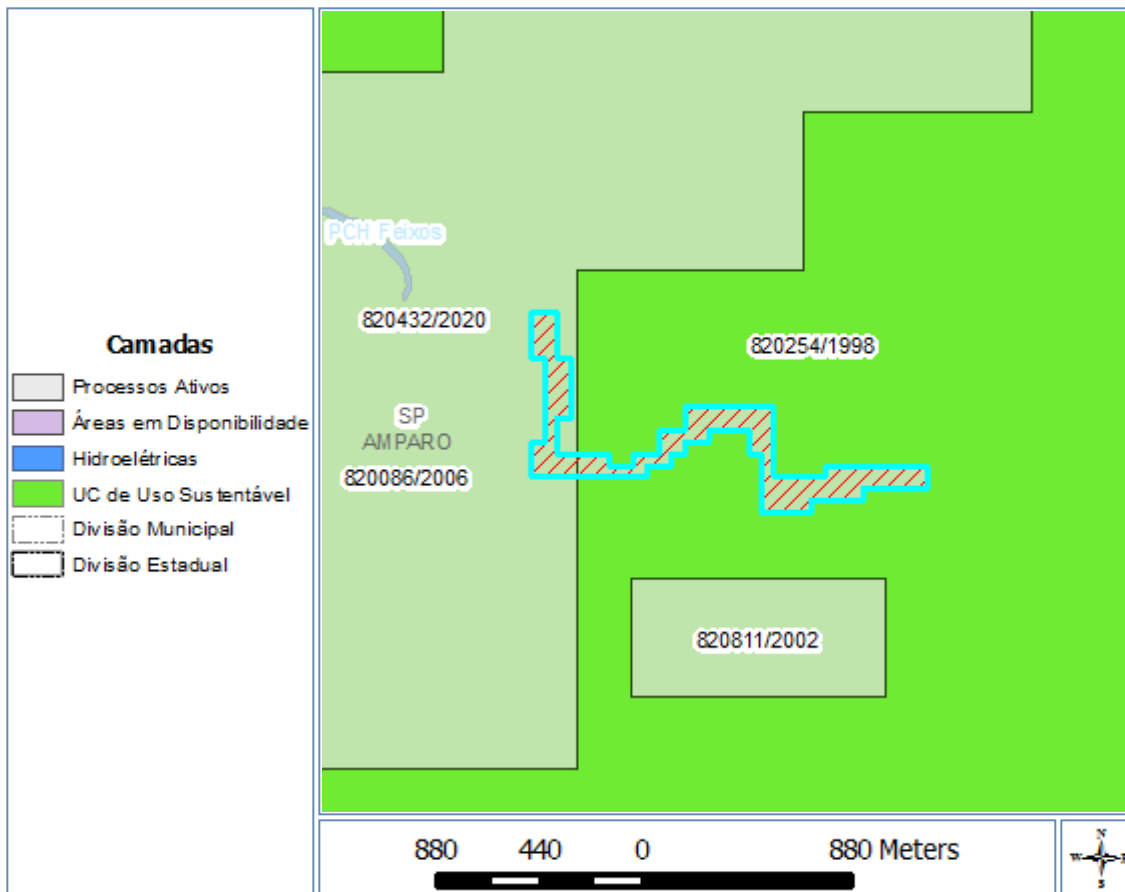 Camadas
Processos Ativos
Áreas em Disponibilidade
Hidroelétricas
UC de Uso Sustentável
Divisão Municipal
Divisão Estadual
PCH Feixos
820432/2020
820254/1998
SP
AMPARO
820086/2006
820811/2002
880 440 0 880 Meters
N
W E
S